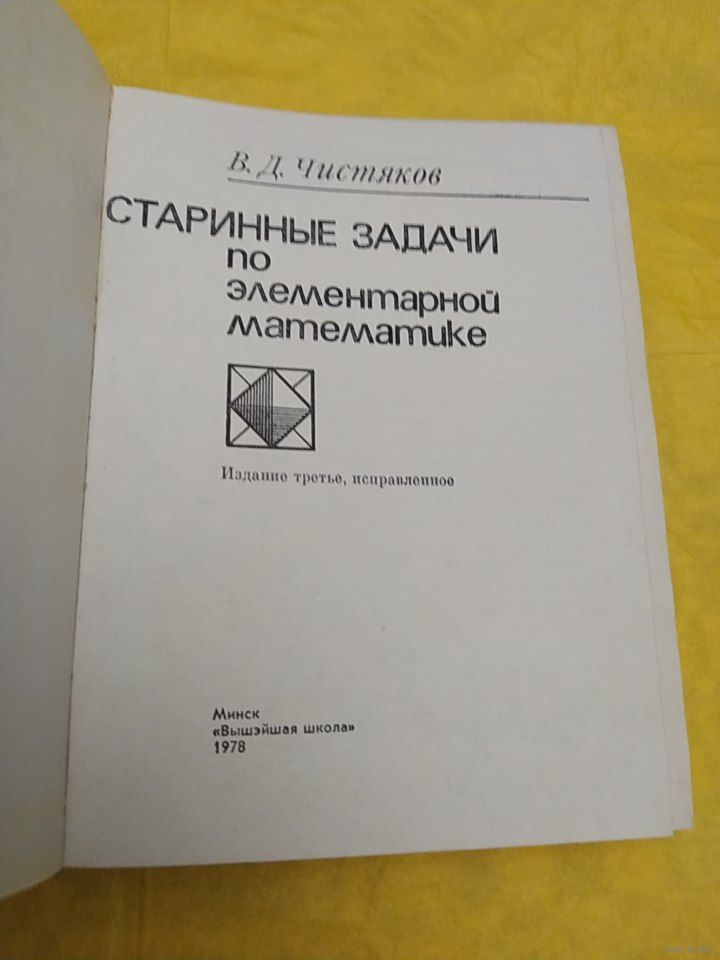 В. Д. Чистяков
СТАРИННЫЕ ЗАДАЧИ
по
элементарной
математике
Издание третье, исправленное
Минск
«Вышэйшая школа»
1978